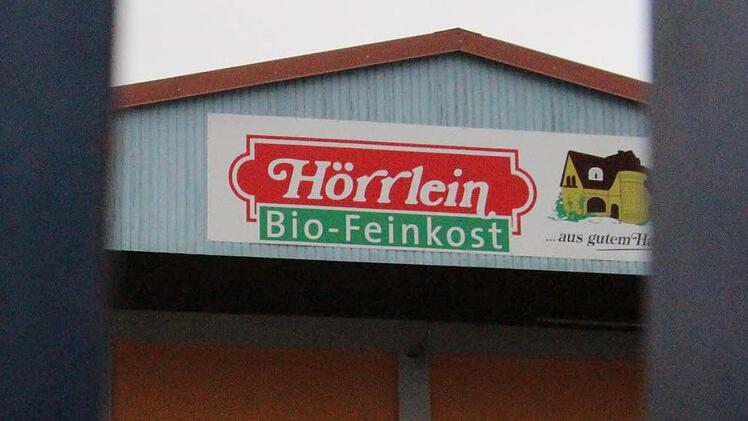 Hörrlein
Bio-Feinkost
...aus gutem